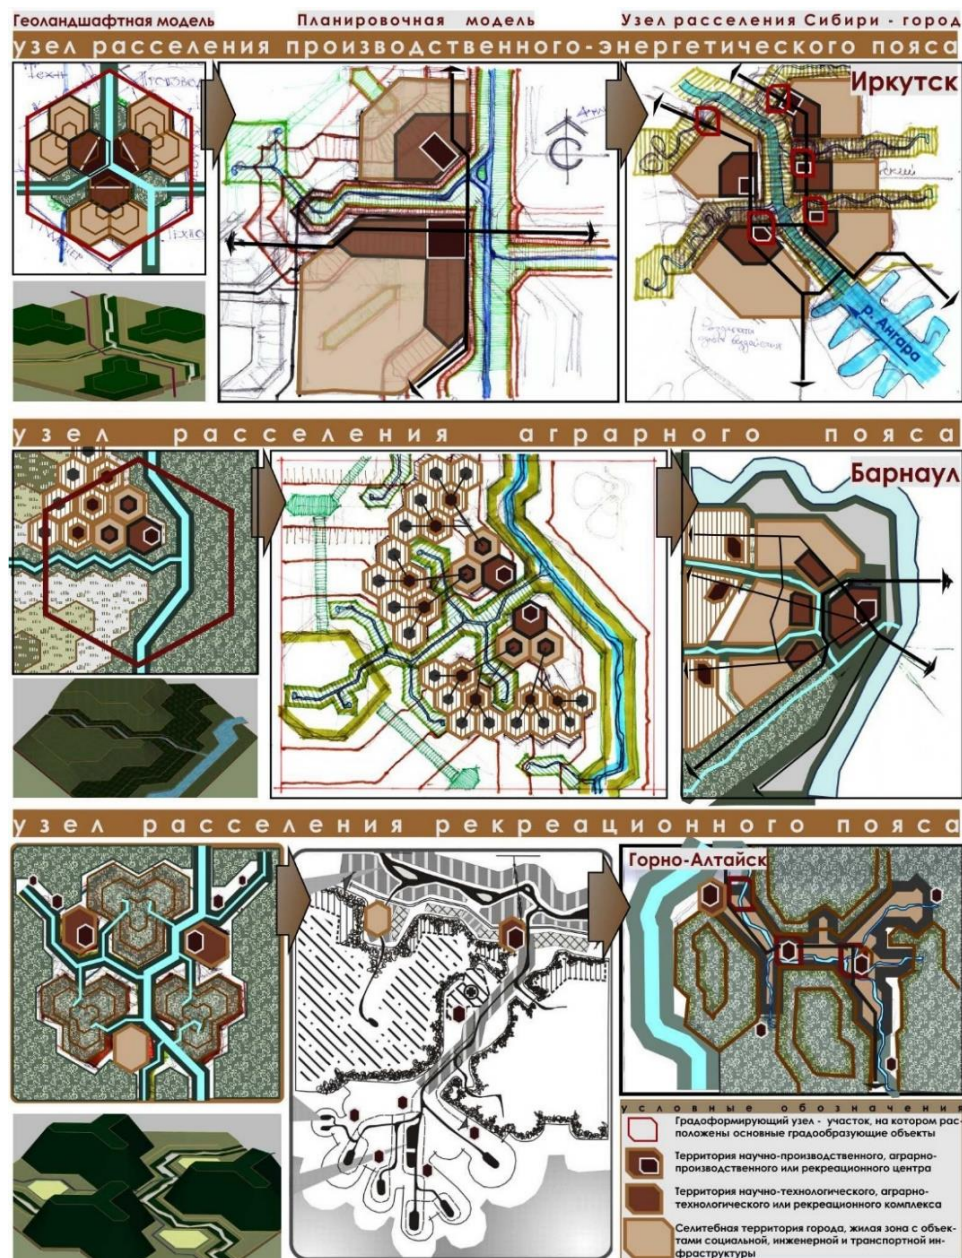 Геоландшафтная модель
Планировочная модель
Узел расселения Сибири - город
узел расселения производственного-энергетического пояса
Иркутск
р. Ангара
узел расселения аграрного пояса
Барнаул
узел расселения рекреационного пояса
Горно-Алтайск
условные обозначения
Градоформирующий узел - участок, на котором рас-
положены основные градообразующие объекты
Территория научно-производственного, аграрно-
производственного или рекреационного центра
Территория научно-технологического, аграрно-
технологического или рекреационного комплекса
Селитебная территория города, жилая зона с объек-
тами социальной, инженерной и транспортной ин-
фраструктуры